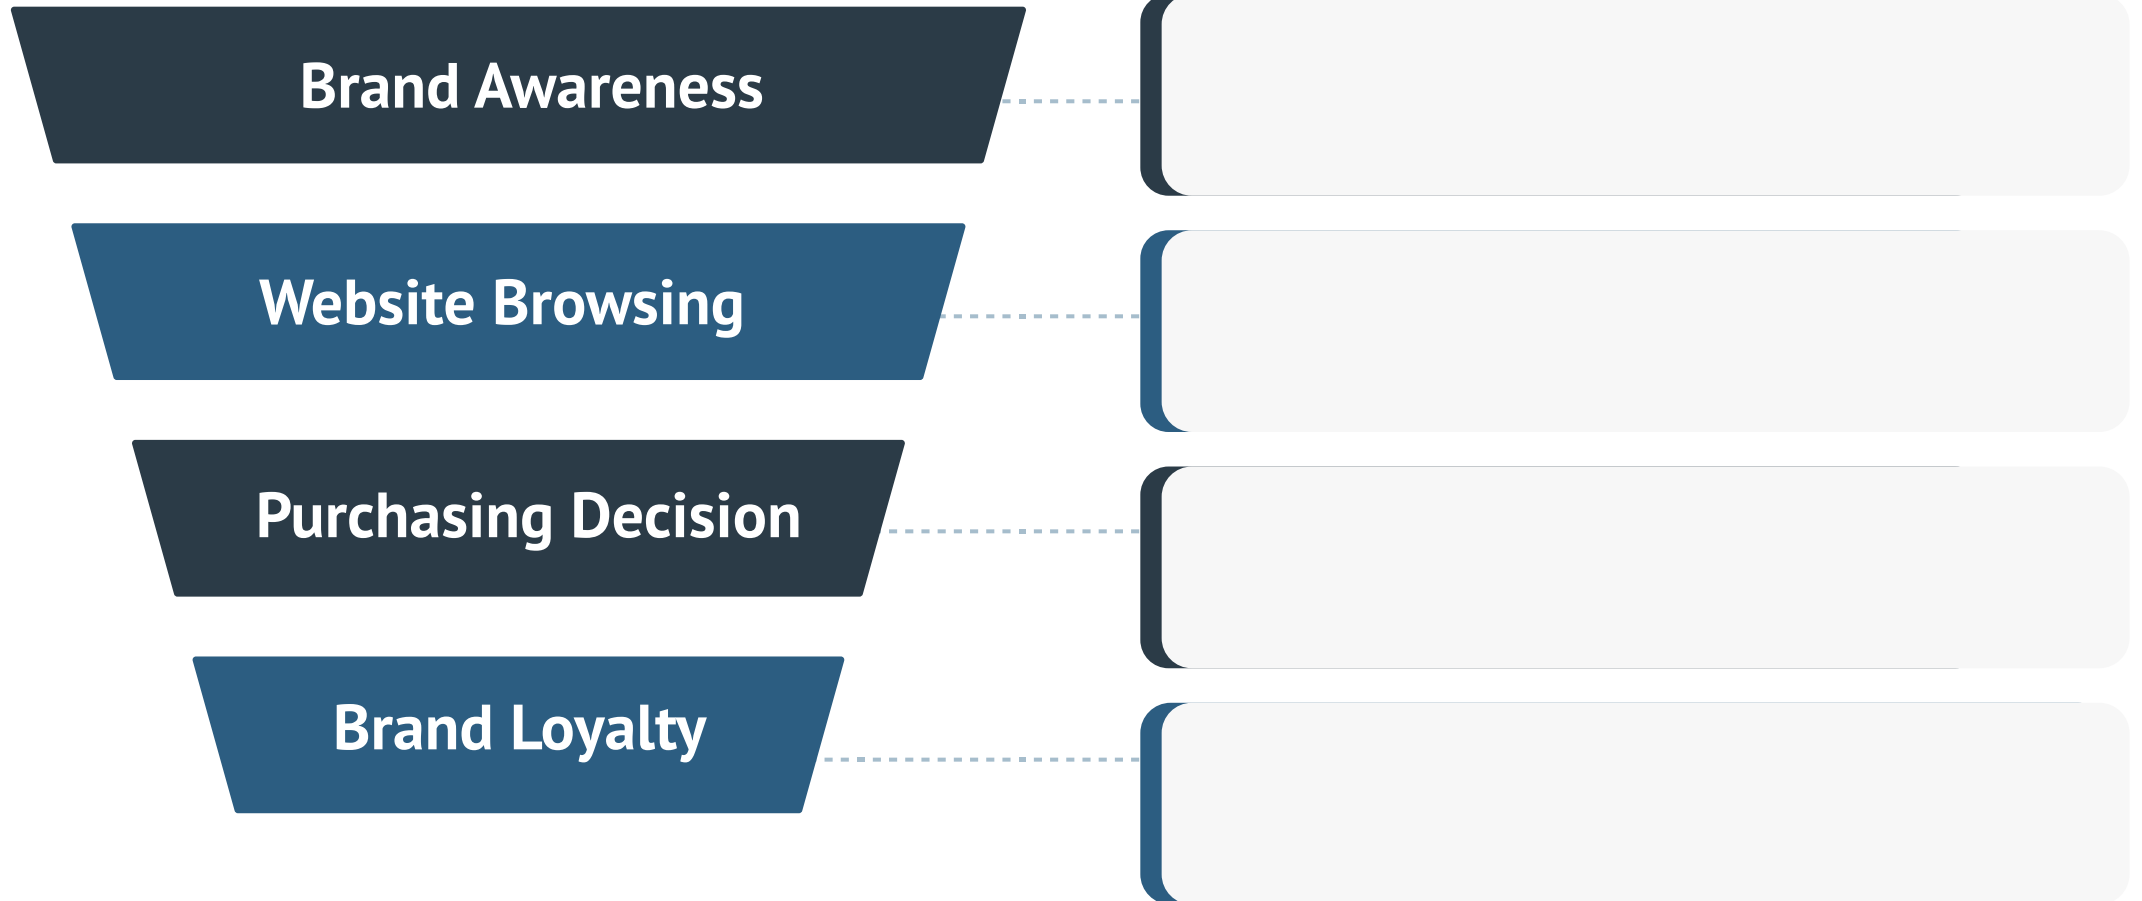 Brand Awareness
Website Browsing
Purchasing Decision
Brand Loyalty